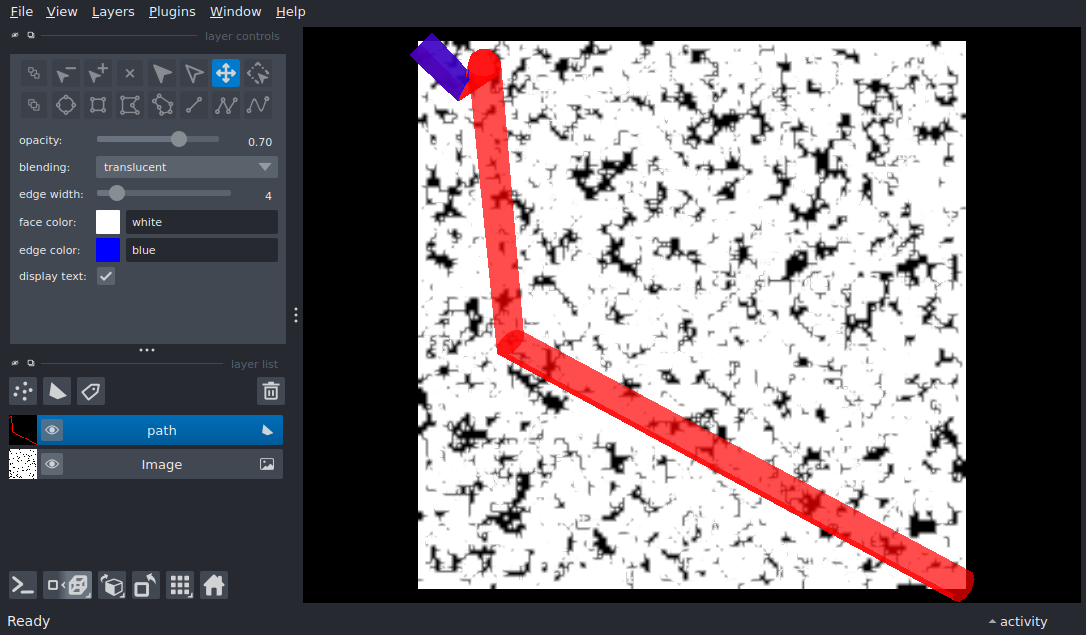 File View Layers Plugins Window Help
layer controls
opacity: 0.70
blending: translucent
edge width: 4
face color: white
edge color: blue
display text:
layer list
path
Image
Ready
activity